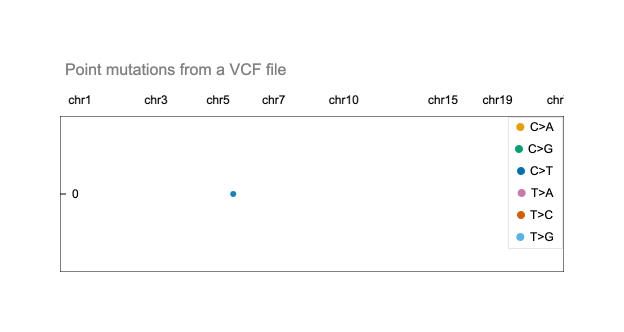 Point mutations from a VCF file
chr1 chr3 chr5 chr7 chr10 chr15 chr19 chr
C>A
C>G
C>T
0
T>A
T>C
T>G